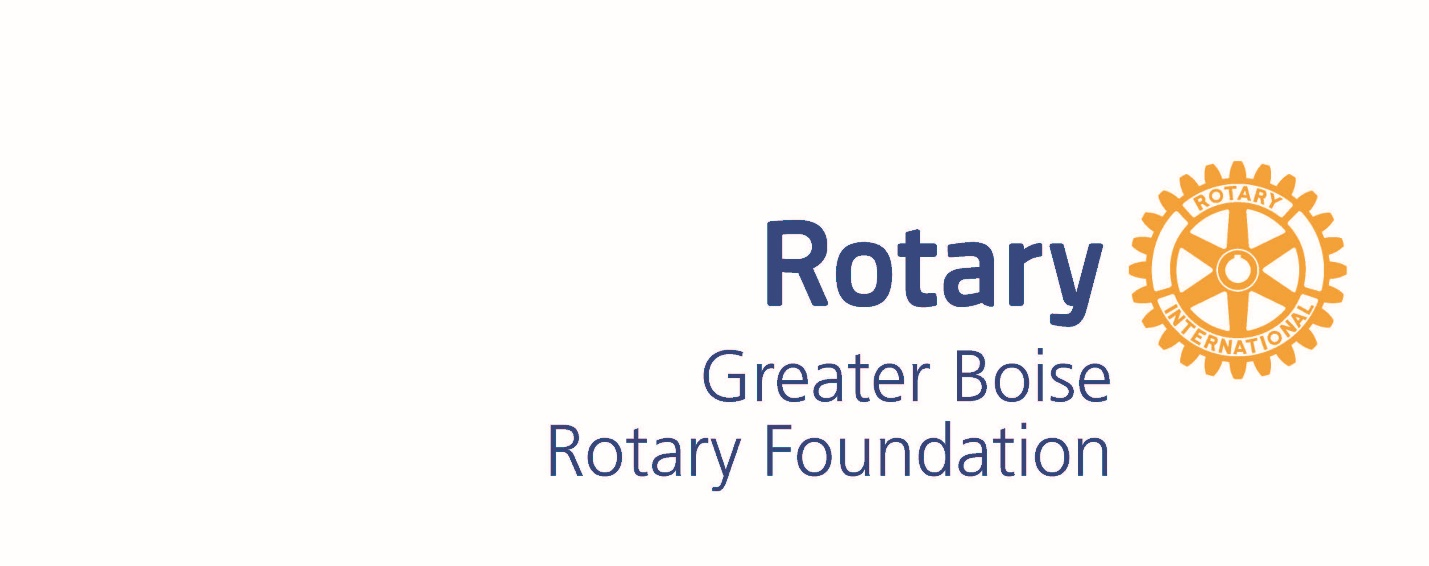 Rotary
ROTARY
INTERNATIONAL
Greater Boise
Rotary Foundation